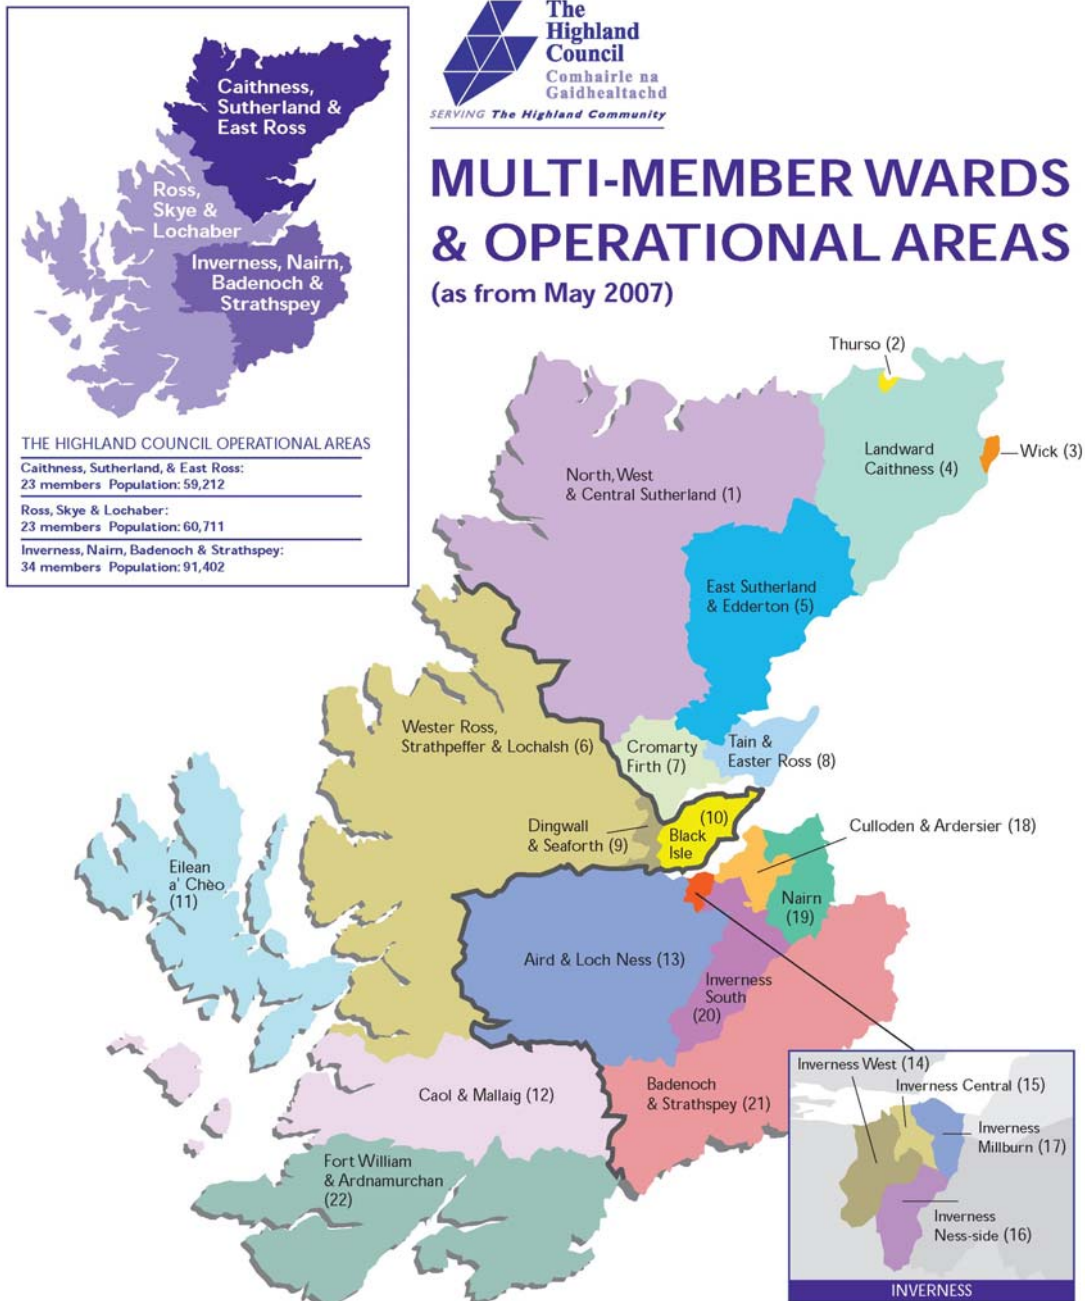 The
Highland
Council
Comhairle na
Gaidhealtachd
SERVING The Highland Community
MULTI-MEMBER WARDS
& OPERATIONAL AREAS
(as from May 2007)
Caithness,
Sutherland &
East Ross
Ross,
Skye &
Lochaber
Inverness, Nairn,
Badenoch &
Strathspey
THE HIGHLAND COUNCIL OPERATIONAL AREAS
Caithness, Sutherland, & East Ross:
23 members Population: 59,212
Ross, Skye & Lochaber:
23 members Population: 60,711
Inverness, Nairn, Badenoch & Strathspey:
34 members Population: 91,402
Thurso (2)
Landward
Caithness (4)
Wick (3)
North, West
& Central Sutherland (1)
East Sutherland
& Edderton (5)
Wester Ross,
Strathpeffer & Lochalsh (6)
Cromarty
Firth (7)
Tain &
Easter Ross (8)
Dingwall
& Seaforth (9)
(10)
Black
Isle
Culloden & Ardersier (18)
Eilean
a' Chèo
(11)
Nairn
(19)
Aird & Loch Ness (13)
Inverness
South
(20)
Caol & Mallaig (12)
Badenoch
& Strathspey (21)
Fort William
& Ardnamurchan
(22)
Inverness West (14)
Inverness Central (15)
Inverness
Millburn (17)
Inverness
Ness-side (16)
INVERNESS